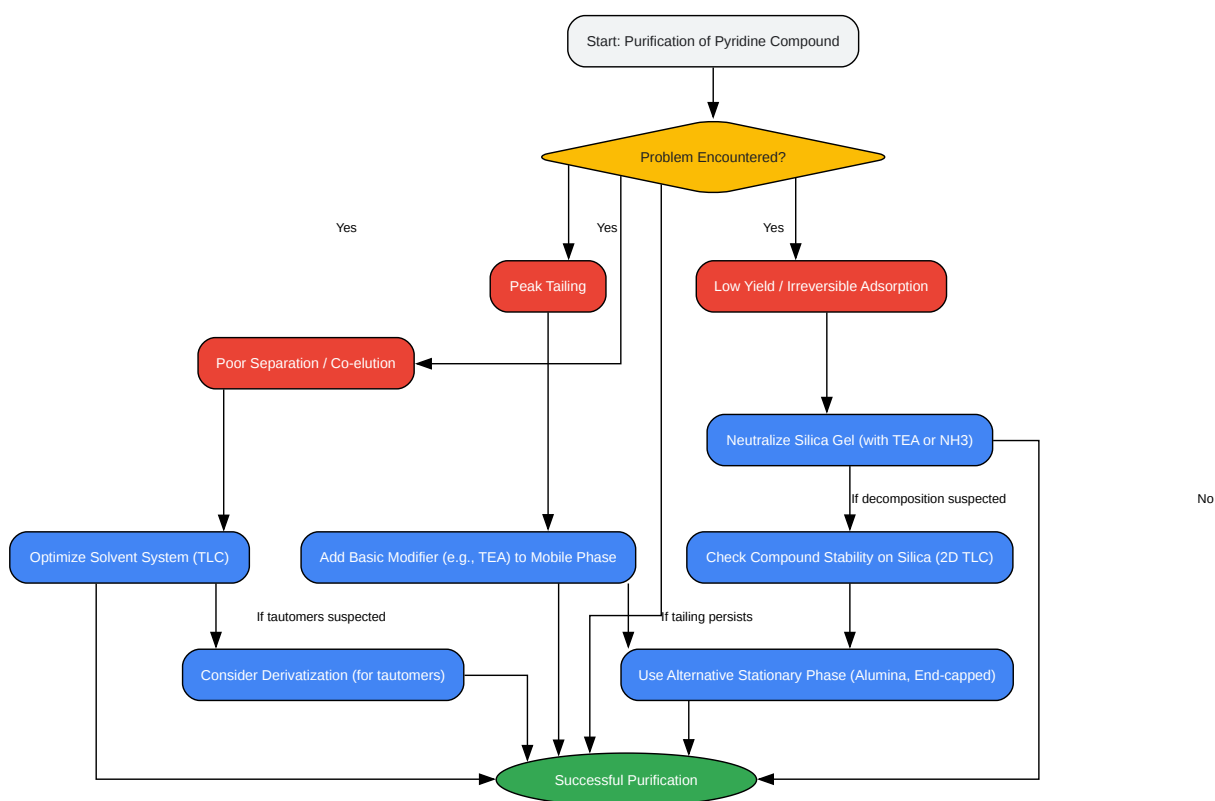 Start: Purification of Pyridine Compound
Problem Encountered?
Yes
Yes
Yes
Peak Tailing
Low Yield / Irreversible Adsorption
Poor Separation / Co-elution
Neutralize Silica Gel (with TEA or NH3)
If decomposition suspected
No
Optimize Solvent System (TLC)
Add Basic Modifier (e.g., TEA) to Mobile Phase
Check Compound Stability on Silica (2D TLC)
If tautomers suspected
If tailing persists
Consider Derivatization (for tautomers)
Use Alternative Stationary Phase (Alumina, End-capped)
Successful Purification